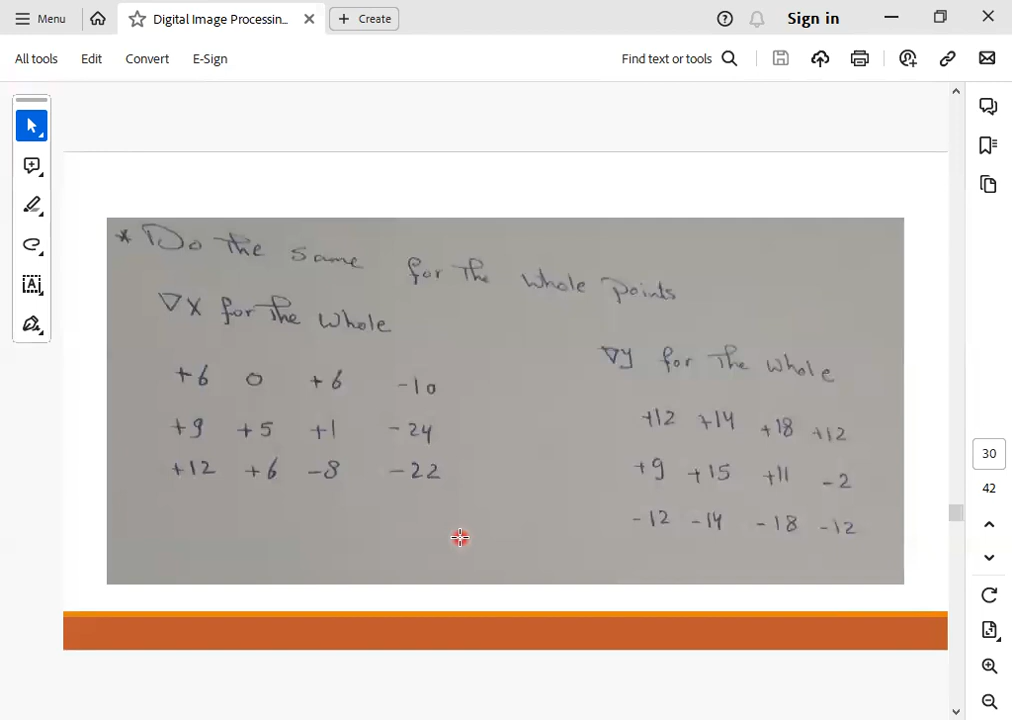 Menu
Digital Image Processin...
Create
Sign in
All tools
Edit
Convert
E-Sign
Find text or tools
* Do the same for the whole points
∇X for the whole
+6 0 +6 -10
+9 +5 +1 -24
+12 +6 -8 -22
∇y for the whole
+12 +14 +18 +12
+9 +15 +11 -2
-12 -14 -18 -12
30
42